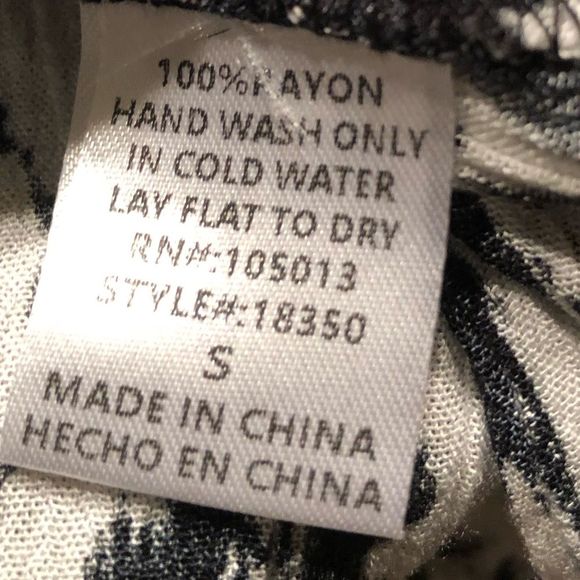 100% RAYON
HAND WASH ONLY
IN COLD WATER
LAY FLAT TO DRY
RN#:105013
STYLE#:18350
S
MADE IN CHINA
HECHO EN CHINA